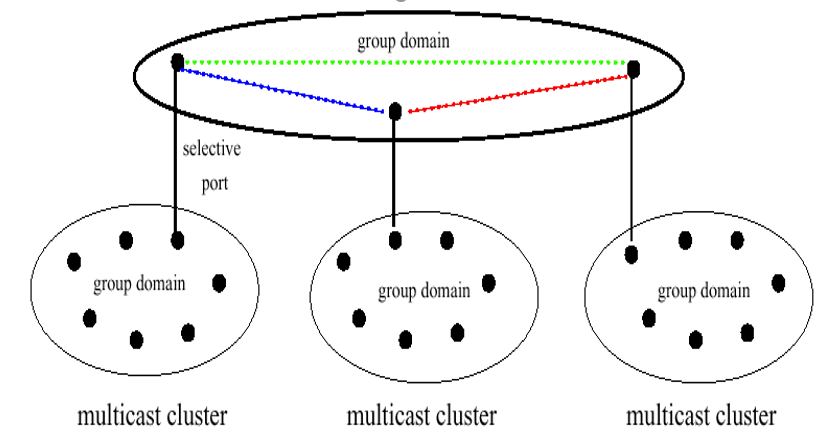 group domain
selective
port
group domain
group domain
group domain
multicast cluster
multicast cluster
multicast cluster